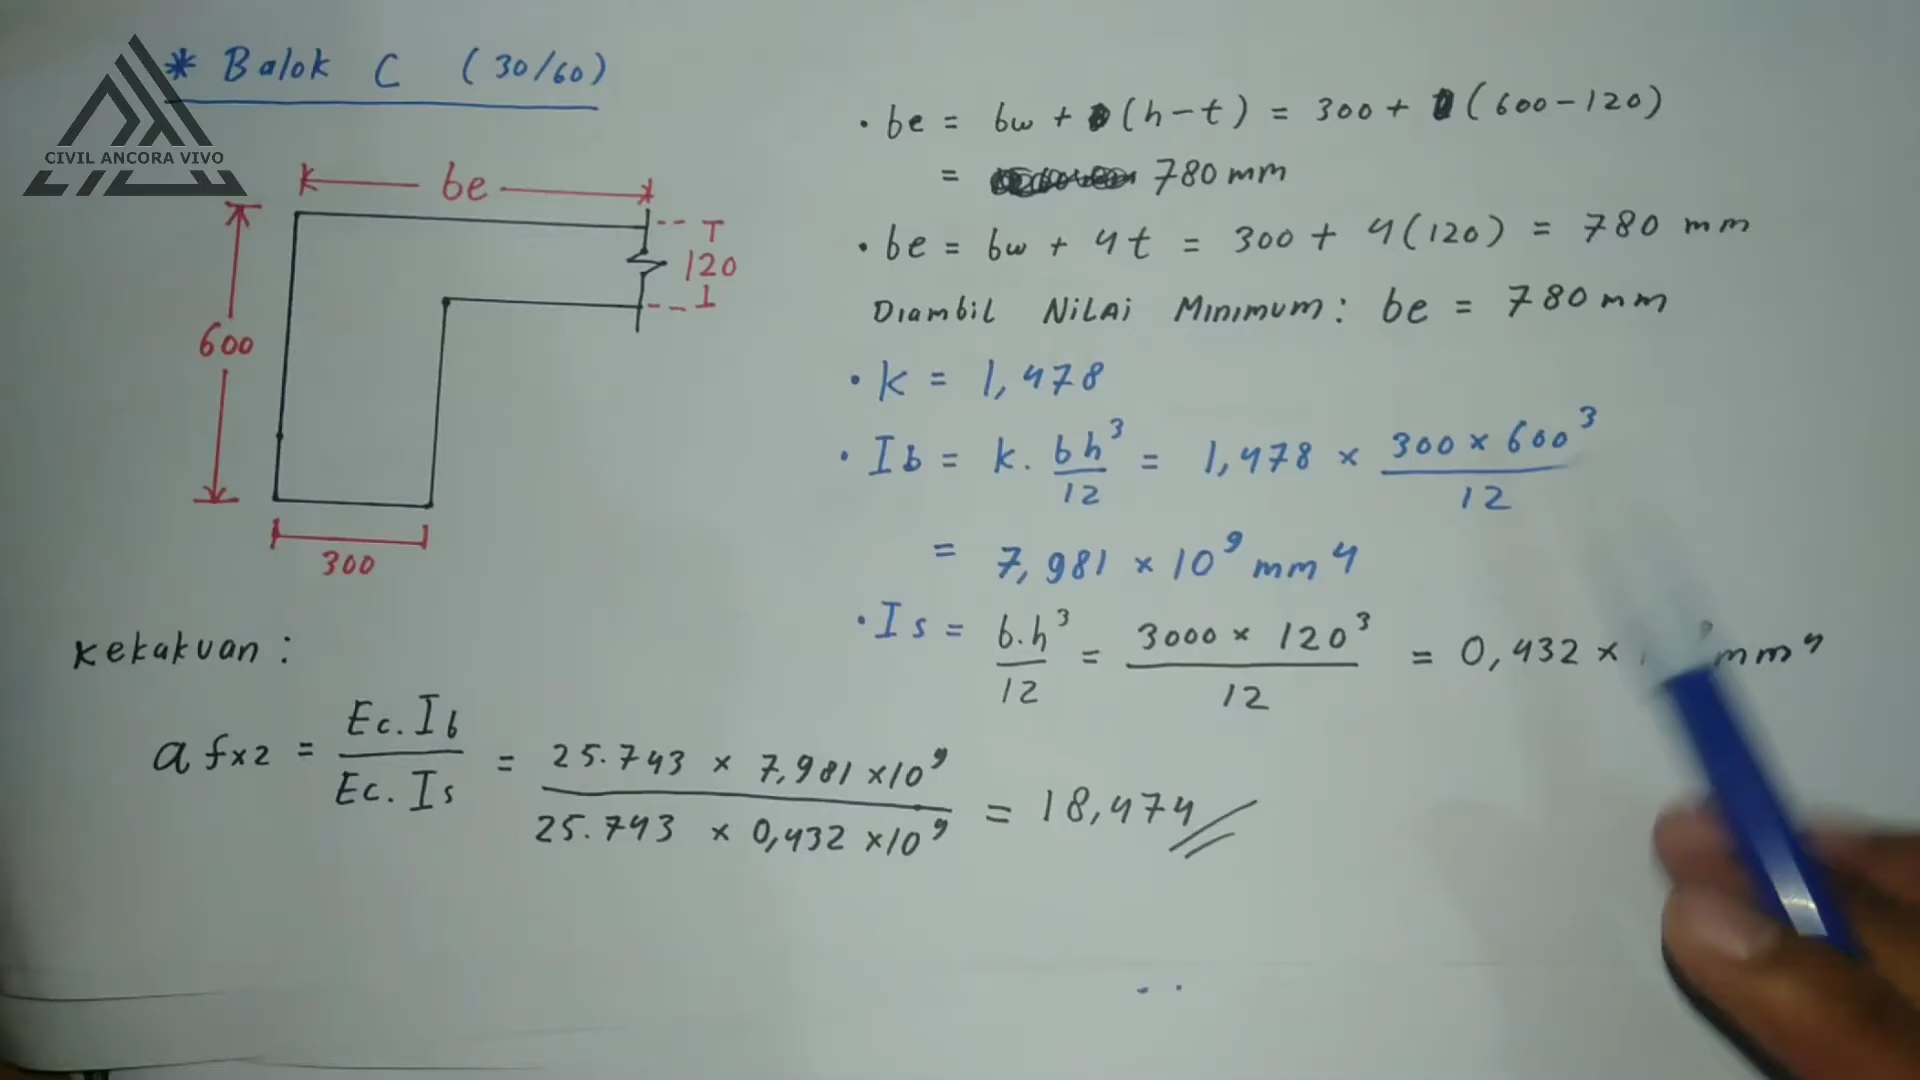 * Balok C (30/60)
CIVIL ANCORA VIVO
be
600
120
300
• be = bw + (h-t) = 300 + (600-120)
= 780 mm
• be = bw + 4t = 300 + 4(120) = 780 mm
Diambil Nilai Minimum: be = 780 mm
• k = 1,478
• Ib = k. bh³/12 = 1,478 × 300 × 600³/12
= 7,981 × 10⁹ mm4
• Is = b.h³/12 = 3000 × 120³/12 = 0,432 × mm⁴
Kekakuan:
a fx2 = Ec.Ib/Ec.Is = 25.743 × 7,981 ×10⁹/25.743 × 0,432 ×10⁹ = 18,474